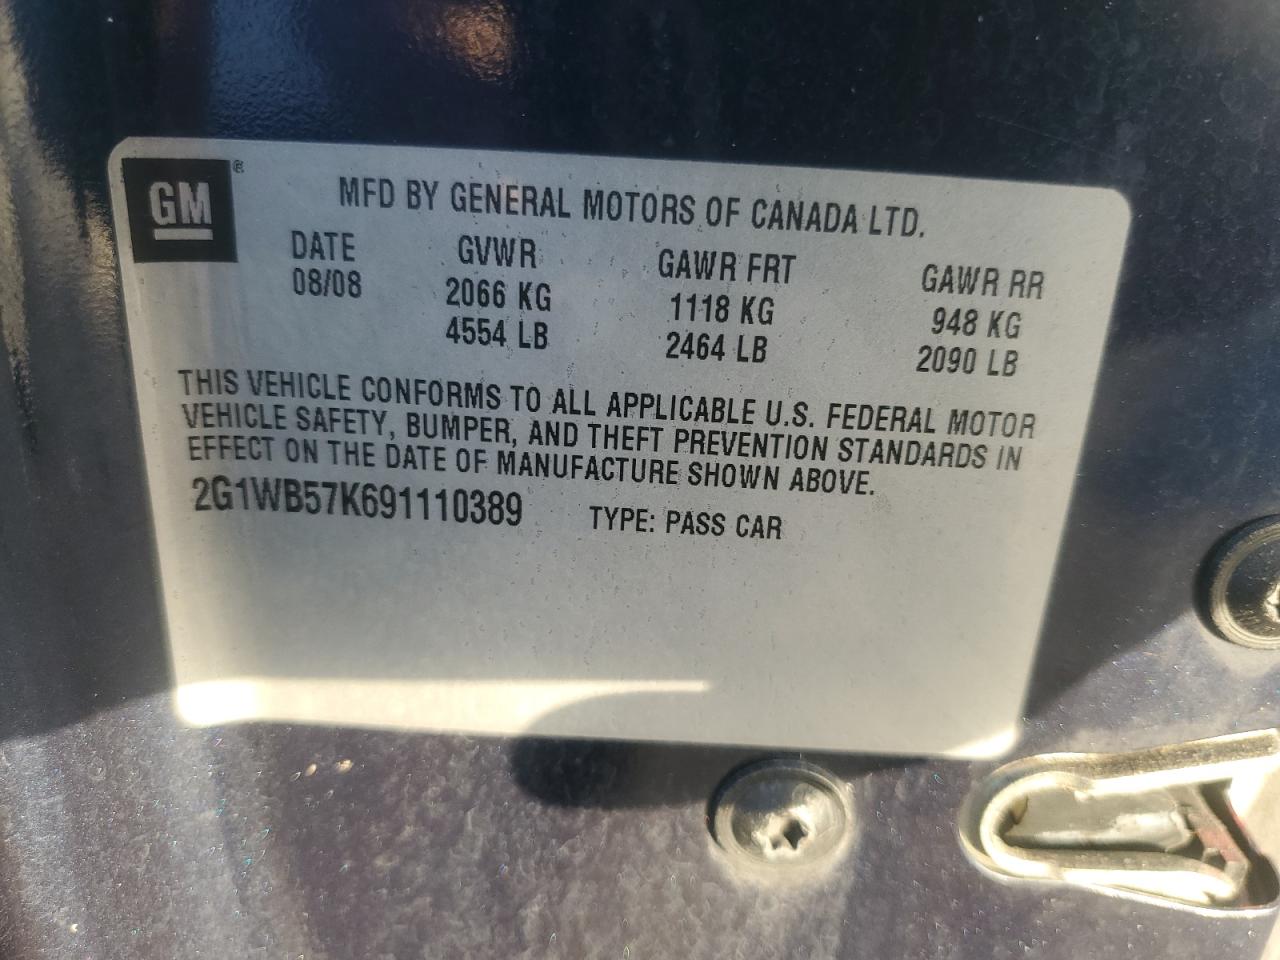 GM ®
MFD BY GENERAL MOTORS OF CANADA LTD.
DATE GVWR GAWR FRT GAWR RR
08/08 2066 KG 1118 KG 948 KG
4554 LB 2464 LB 2090 LB
THIS VEHICLE CONFORMS TO ALL APPLICABLE U.S. FEDERAL MOTOR
VEHICLE SAFETY, BUMPER, AND THEFT PREVENTION STANDARDS IN
EFFECT ON THE DATE OF MANUFACTURE SHOWN ABOVE.
2G1WB57K691110389 TYPE: PASS CAR